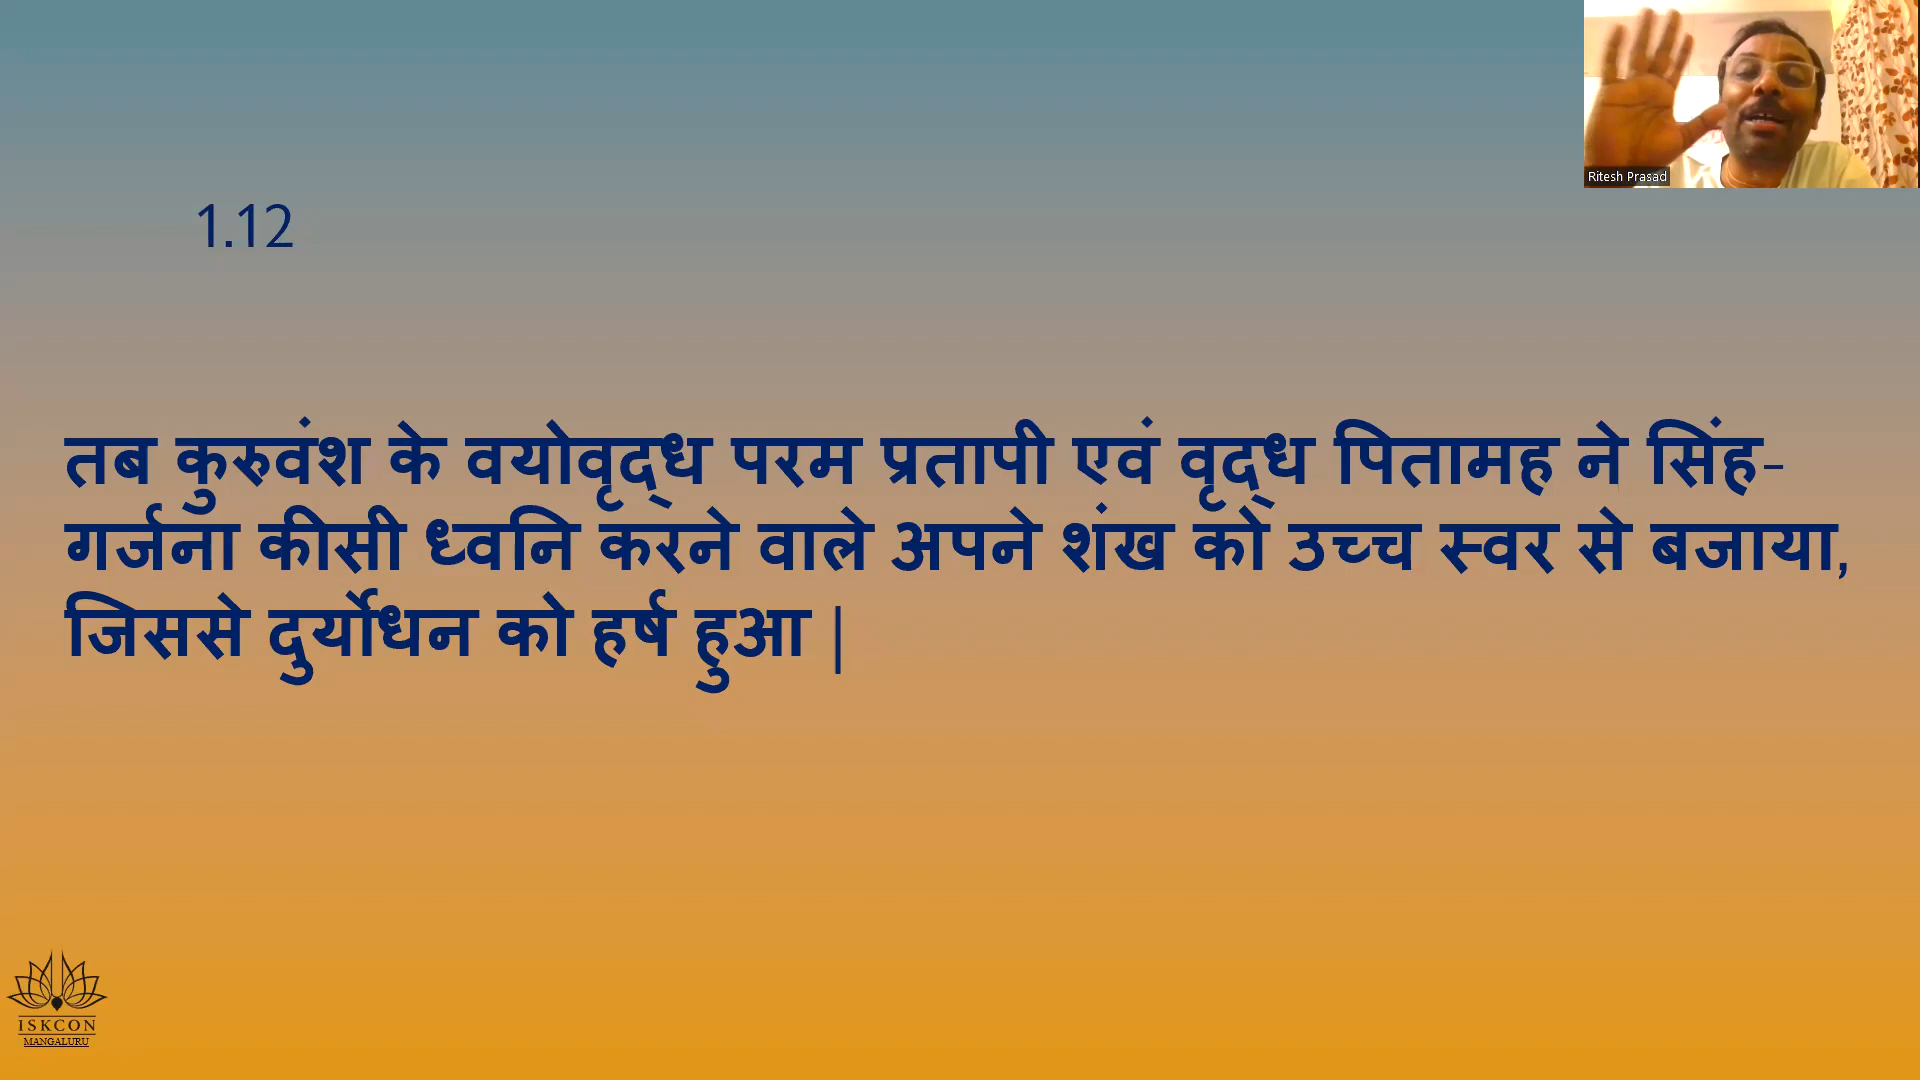 Ritesh Prasad
1.12
तब कुरुवंश के वयोवृद्ध परम प्रतापी एवं वृद्ध पितामह ने सिंह-
गर्जना कीसी ध्वनि करने वाले अपने शंख को उच्च स्वर से बजाया,
जिससे दुर्योधन को हर्ष हुआ |
ISKCON
MANGALURU